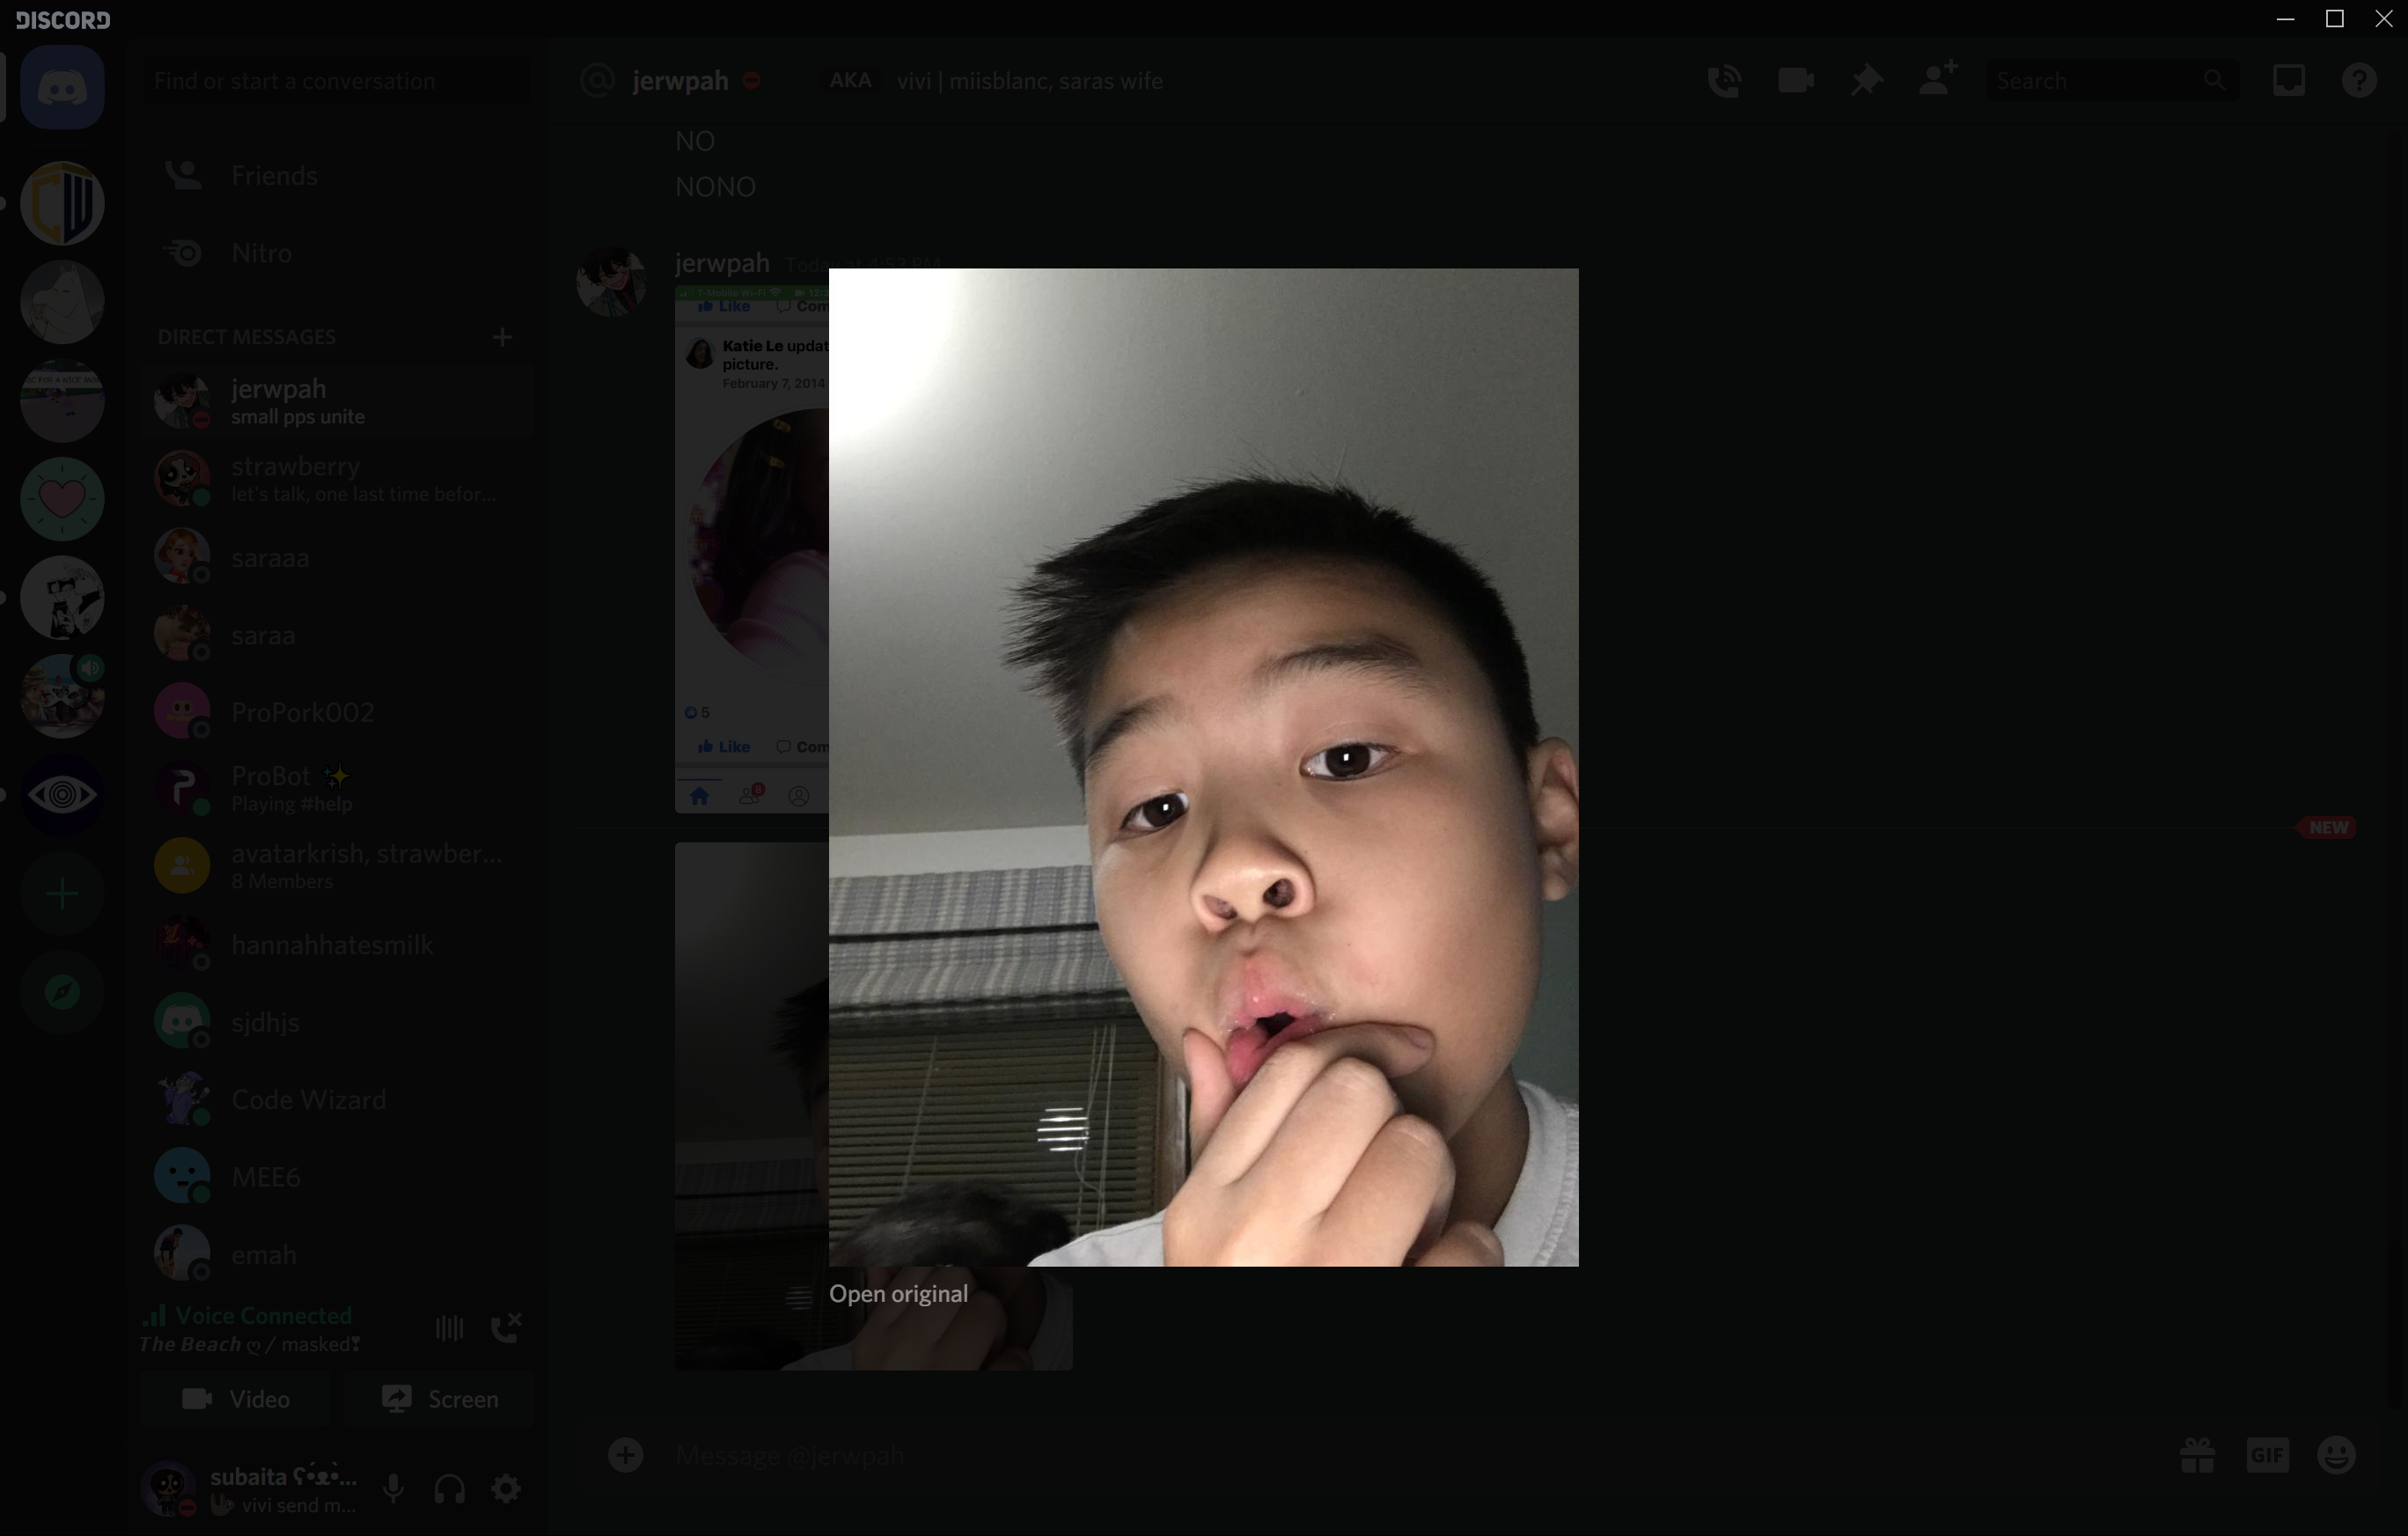 DISCORD
Find or start a conversation
Friends
Nitro
DIRECT MESSAGES
jerwpah
small pps unite
strawberry
let's talk, one last time befor...
saraaa
saraa
ProPork002
ProBot ✨
Playing #help
avatarkrish, strawber...
8 Members
hannahhatesmilk
sjdhjs
Code Wizard
MEE6
emah
Voice Connected
The Beach ღ / masked❣
Video
Screen
subaita ʕ•́ᴥ•̀...
vivi send m...
jerwpah
AKA vivi | miisblanc, saras wife
Search
NO
NONO
jerwpah Today at 4:53 PM
T-Mobile Wi-Fi
Like Com
Katie Le updat
picture.
February 7, 2014
5
Like Com
8
NEW
Open original
Message @jerwpah
GIF